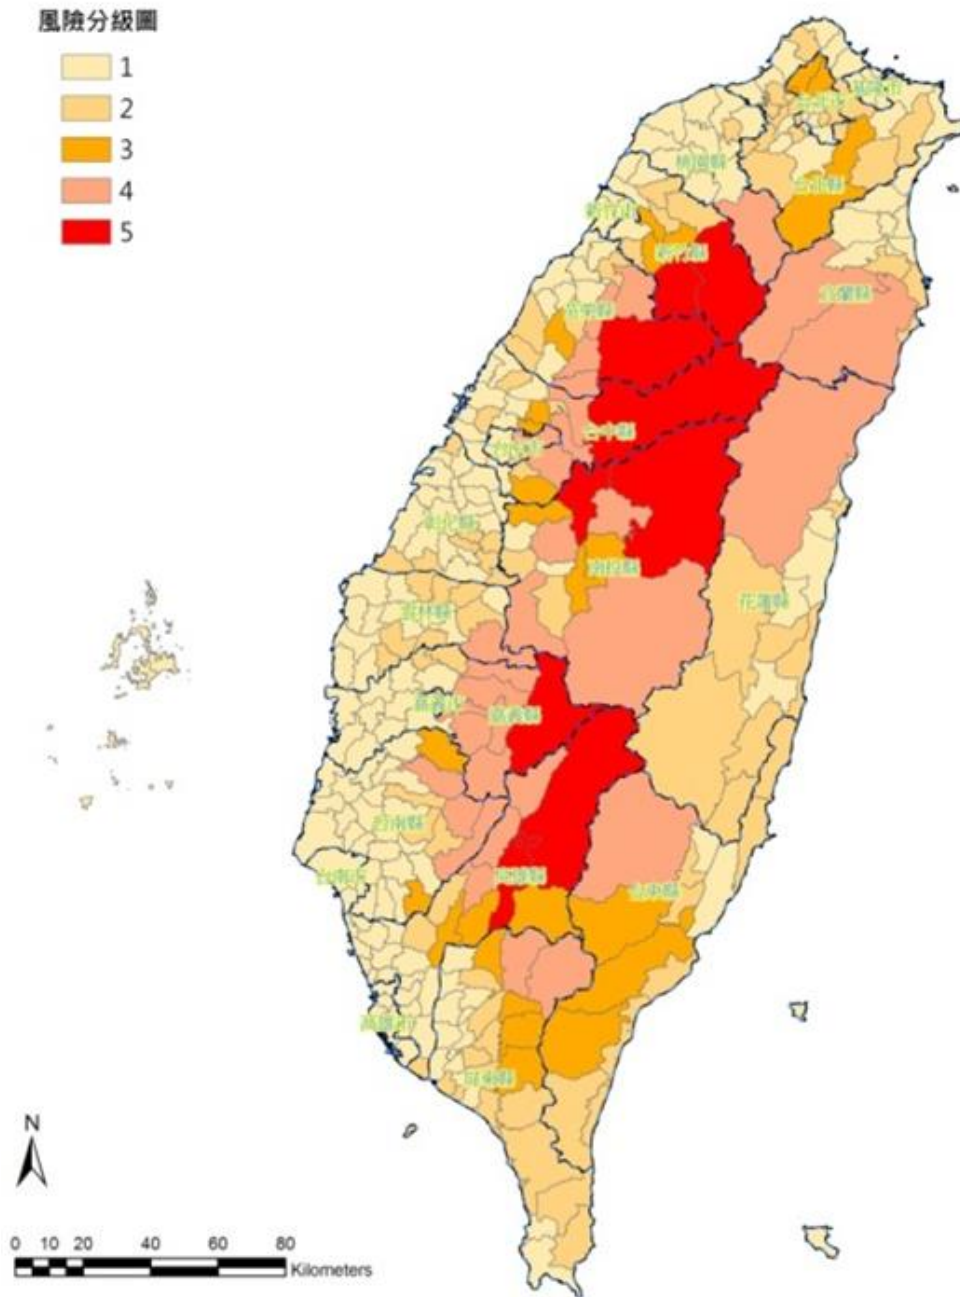 風險分級圖
1
2
3
4
5
基隆市
台北市
桃園縣
台北縣
新竹市
新竹縣
宜蘭縣
苗栗縣
台中縣
台中市
彰化縣
南投縣
花蓮縣
雲林縣
嘉義市
嘉義縣
台南縣
台南市
高雄縣
台東縣
高雄市
屏東縣
N
0 10 20 40 60 80
Kilometers